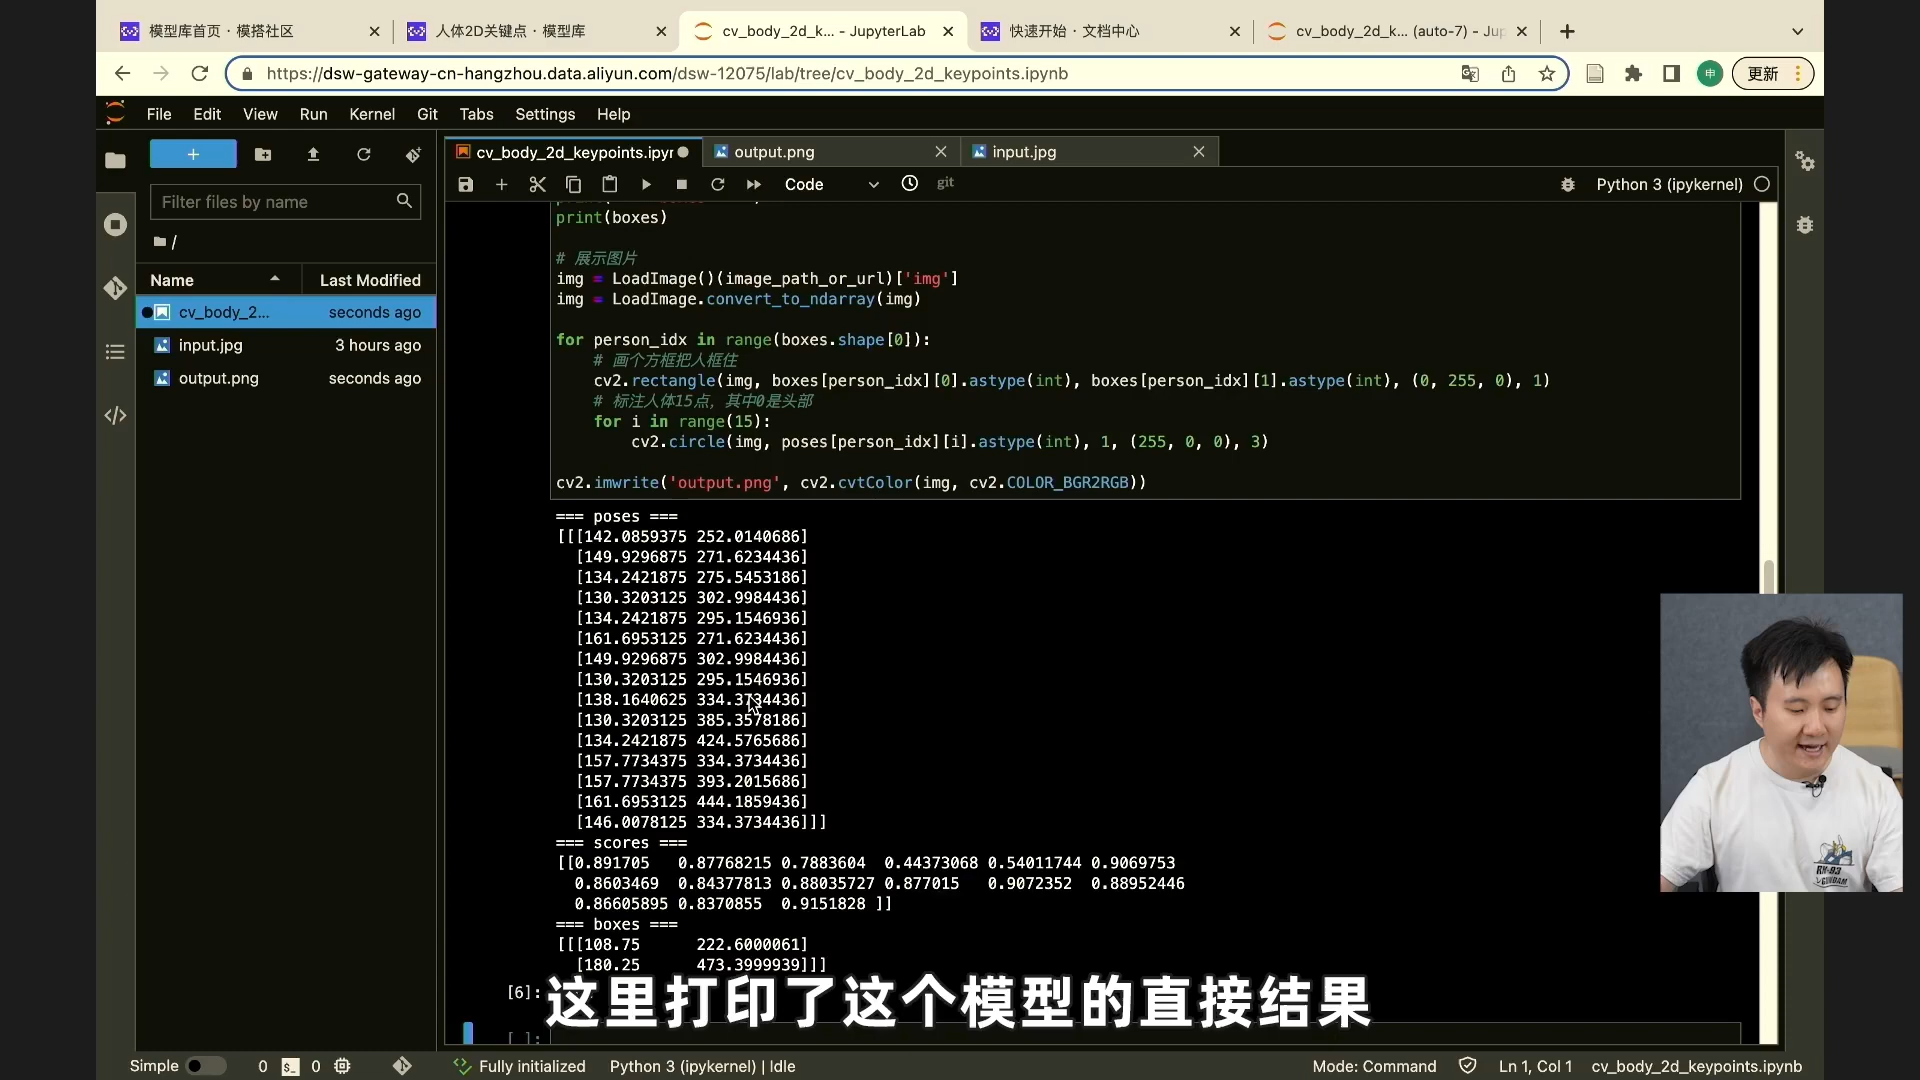 模型库首页 · 模搭社区
人体2D关键点 · 模型库
cv_body_2d_k... - JupyterLab
快速开始 · 文档中心
cv_body_2d_k... (auto-7) - Jup
https://dsw-gateway-cn-hangzhou.data.aliyun.com/dsw-12075/lab/tree/cv_body_2d_keypoints.ipynb
申
更新
File Edit View Run Kernel Git Tabs Settings Help
cv_body_2d_keypoints.ipyr
output.png
input.jpg
Filter files by name
/
Name Last Modified
cv_body_2... seconds ago
input.jpg 3 hours ago
output.png seconds ago
Code
git
Python 3 (ipykernel)
print(boxes)
# 展示图片
img = LoadImage()(image_path_or_url)['img']
img = LoadImage.convert_to_ndarray(img)
for person_idx in range(boxes.shape[0]):
# 画个方框把人框住
cv2.rectangle(img, boxes[person_idx][0].astype(int), boxes[person_idx][1].astype(int), (0, 255, 0), 1)
# 标注人体15点，其中0是头部
for i in range(15):
cv2.circle(img, poses[person_idx][i].astype(int), 1, (255, 0, 0), 3)
cv2.imwrite('output.png', cv2.cvtColor(img, cv2.COLOR_BGR2RGB))
=== poses ===
[[[142.0859375 252.0140686]
[149.9296875 271.6234436]
[134.2421875 275.5453186]
[130.3203125 302.9984436]
[134.2421875 295.1546936]
[161.6953125 271.6234436]
[149.9296875 302.9984436]
[130.3203125 295.1546936]
[138.1640625 334.3734436]
[130.3203125 385.3578186]
[134.2421875 424.5765686]
[157.7734375 334.3734436]
[157.7734375 393.2015686]
[161.6953125 444.1859436]
[146.0078125 334.3734436]]]
=== scores ===
[[0.891705 0.87768215 0.7883604 0.44373068 0.54011744 0.9069753
0.8603469 0.84377813 0.88035727 0.877015 0.9072352 0.88952446
0.86605895 0.8370855 0.9151828 ]]
=== boxes ===
[[[108.75 222.6000061]
[180.25 473.3999939]]]
[6]:
这里打印了这个模型的直接结果
[ ]:
RX-93
νGUNDAM
Simple 0 0 Fully initialized Python 3 (ipykernel) | Idle Mode: Command Ln 1, Col 1 cv_body_2d_keypoints.ipynb